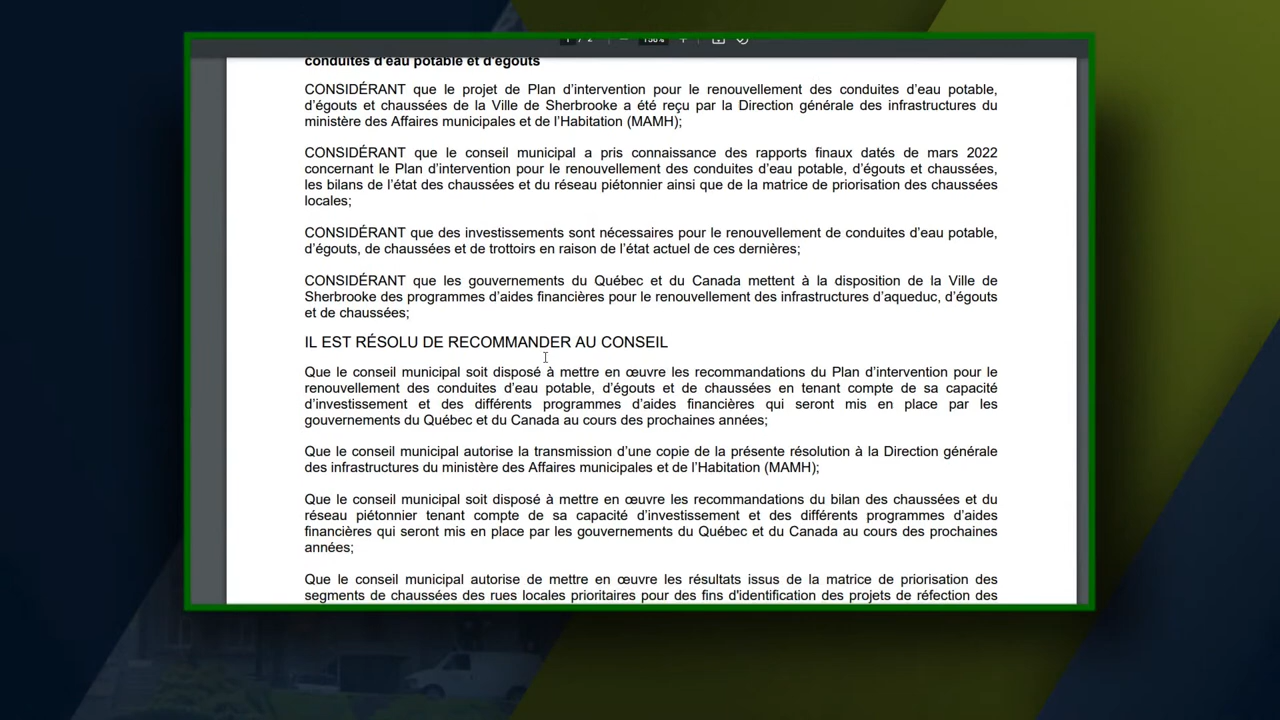 conduites d'eau potable et d'égouts
CONSIDÉRANT que le projet de Plan d’intervention pour le renouvellement des conduites d’eau potable,
d’égouts et chaussées de la Ville de Sherbrooke a été reçu par la Direction générale des infrastructures du
ministère des Affaires municipales et de l’Habitation (MAMH);
CONSIDÉRANT que le conseil municipal a pris connaissance des rapports finaux datés de mars 2022
concernant le Plan d’intervention pour le renouvellement des conduites d’eau potable, d’égouts et chaussées,
les bilans de l’état des chaussées et du réseau piétonnier ainsi que de la matrice de priorisation des chaussées
locales;
CONSIDÉRANT que des investissements sont nécessaires pour le renouvellement de conduites d’eau potable,
d’égouts, de chaussées et de trottoirs en raison de l’état actuel de ces dernières;
CONSIDÉRANT que les gouvernements du Québec et du Canada mettent à la disposition de la Ville de
Sherbrooke des programmes d’aides financières pour le renouvellement des infrastructures d’aqueduc, d’égouts
et de chaussées;
IL EST RÉSOLU DE RECOMMANDER AU CONSEIL
Que le conseil municipal soit disposé à mettre en œuvre les recommandations du Plan d’intervention pour le
renouvellement des conduites d’eau potable, d’égouts et de chaussées en tenant compte de sa capacité
d’investissement et des différents programmes d’aides financières qui seront mis en place par les
gouvernements du Québec et du Canada au cours des prochaines années;
Que le conseil municipal autorise la transmission d’une copie de la présente résolution à la Direction générale
des infrastructures du ministère des Affaires municipales et de l’Habitation (MAMH);
Que le conseil municipal soit disposé à mettre en œuvre les recommandations du bilan des chaussées et du
réseau piétonnier tenant compte de sa capacité d’investissement et des différents programmes d’aides
financières qui seront mis en place par les gouvernements du Québec et du Canada au cours des prochaines
années;
Que le conseil municipal autorise de mettre en œuvre les résultats issus de la matrice de priorisation des
segments de chaussées des rues locales prioritaires pour des fins d'identification des projets de réfection des